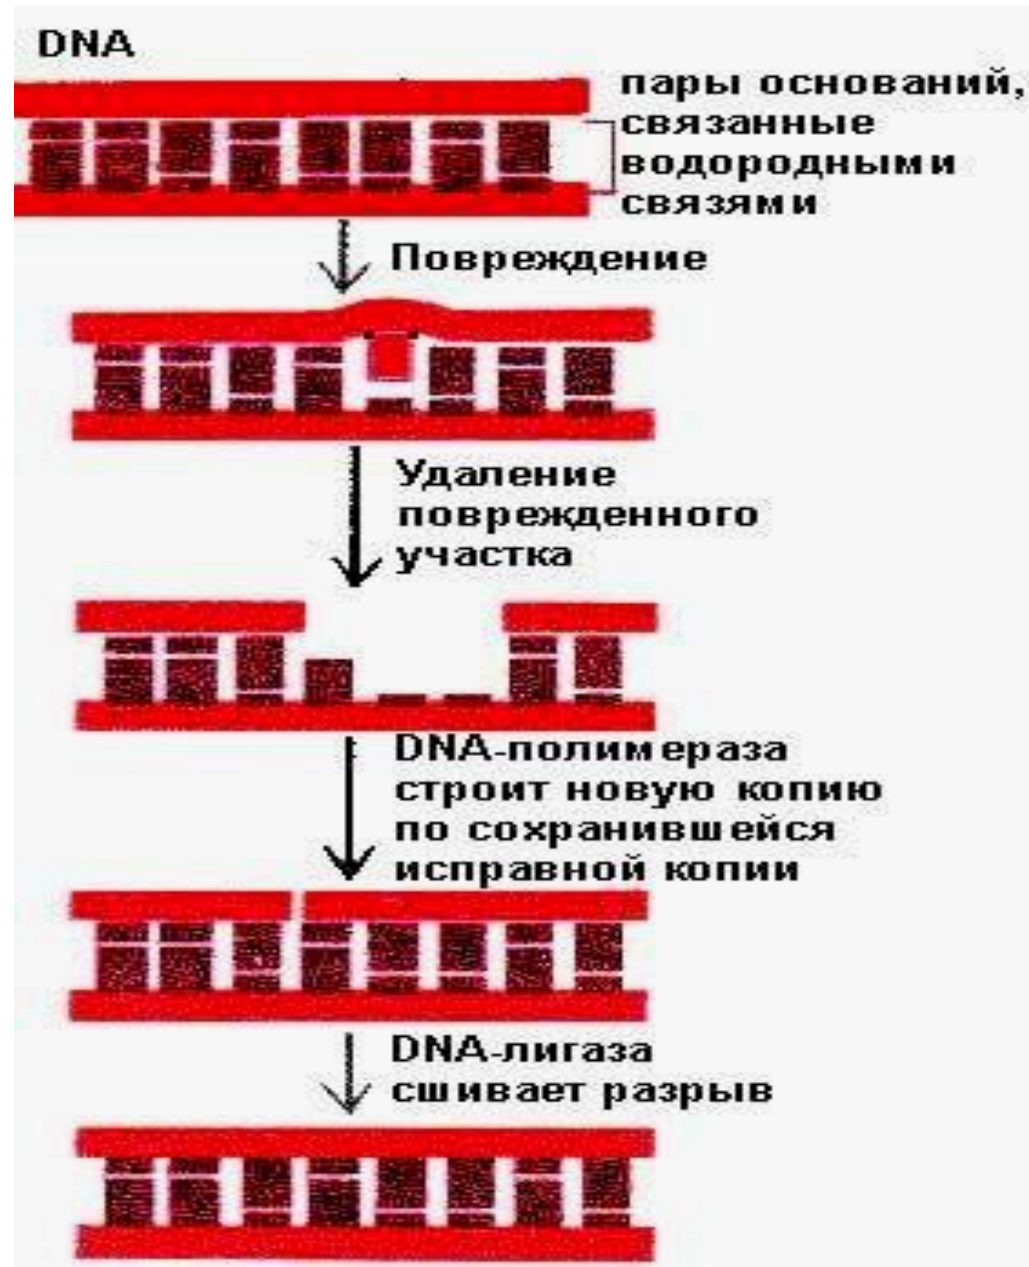 DNA
пары оснований,
связанные
водородными
связями
Повреждение
Удаление
поврежденного
участка
DNA-полимераза
строит новую копию
по сохранившейся
исправной копии
DNA-лигаза
сшивает разрыв